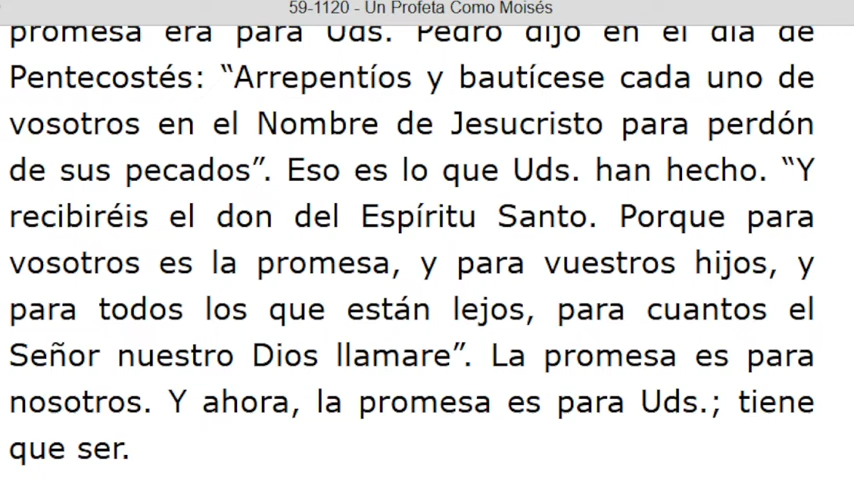 59-1120 - Un Profeta Como Moisés
promesa era para Uds. Pedro dijo en el día de
Pentecostés: “Arrepentíos y bautícese cada uno de
vosotros en el Nombre de Jesucristo para perdón
de sus pecados”. Eso es lo que Uds. han hecho. “Y
recibiréis el don del Espíritu Santo. Porque para
vosotros es la promesa, y para vuestros hijos, y
para todos los que están lejos, para cuantos el
Señor nuestro Dios llamare”. La promesa es para
nosotros. Y ahora, la promesa es para Uds.; tiene
que ser.